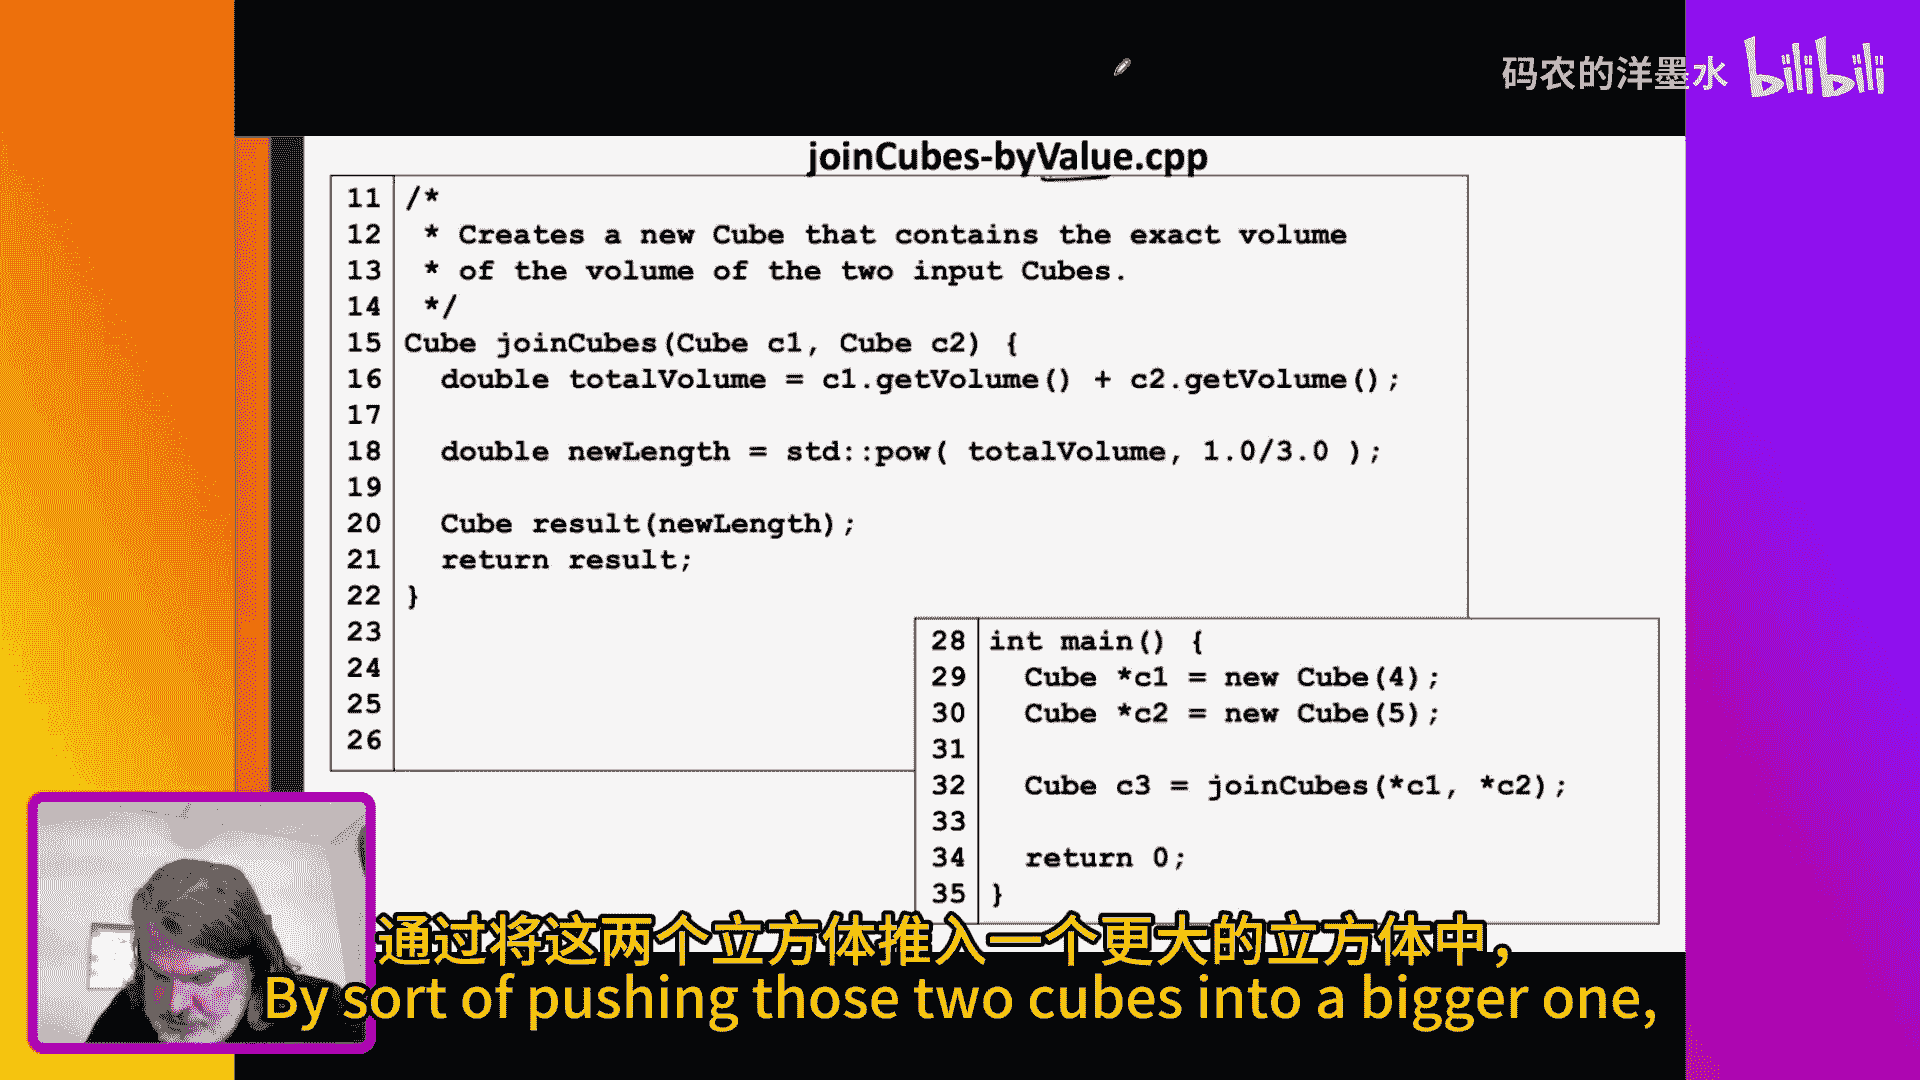 码农的洋墨水 bilibili
joinCubes-byValue.cpp
11 /*
12  * Creates a new Cube that contains the exact volume
13  * of the volume of the two input Cubes.
14  */
15 Cube joinCubes(Cube c1, Cube c2) {
16   double totalVolume = c1.getVolume() + c2.getVolume();
17
18   double newLength = std::pow( totalVolume, 1.0/3.0 );
19
20   Cube result(newLength);
21   return result;
22 }
23
24
25
26
28 int main() {
29   Cube *c1 = new Cube(4);
30   Cube *c2 = new Cube(5);
31
32   Cube c3 = joinCubes(*c1, *c2);
33
34   return 0;
35 }
通过将这两个立方体推入一个更大的立方体中，
By sort of pushing those two cubes into a bigger one,